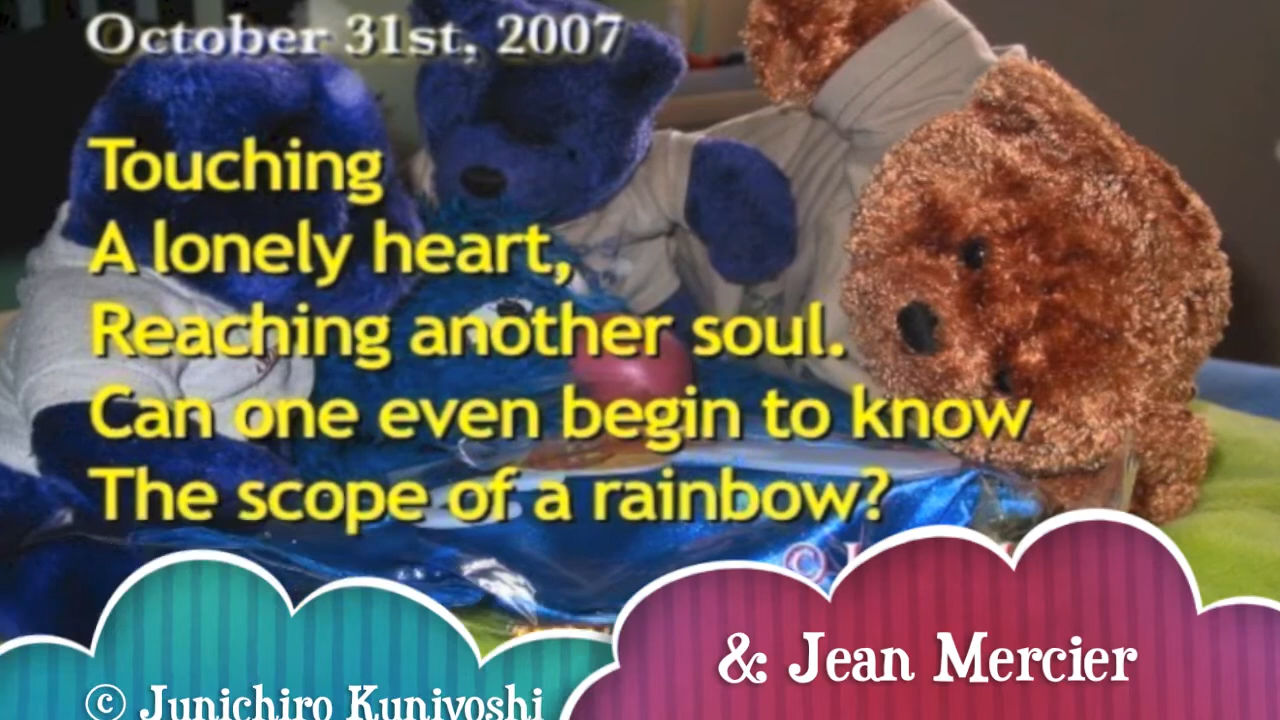 October 31st, 2007
Touching
A lonely heart,
Reaching another soul.
Can one even begin to know
The scope of a rainbow?
©
& Jean Mercier
© Junichiro Kuniyoshi